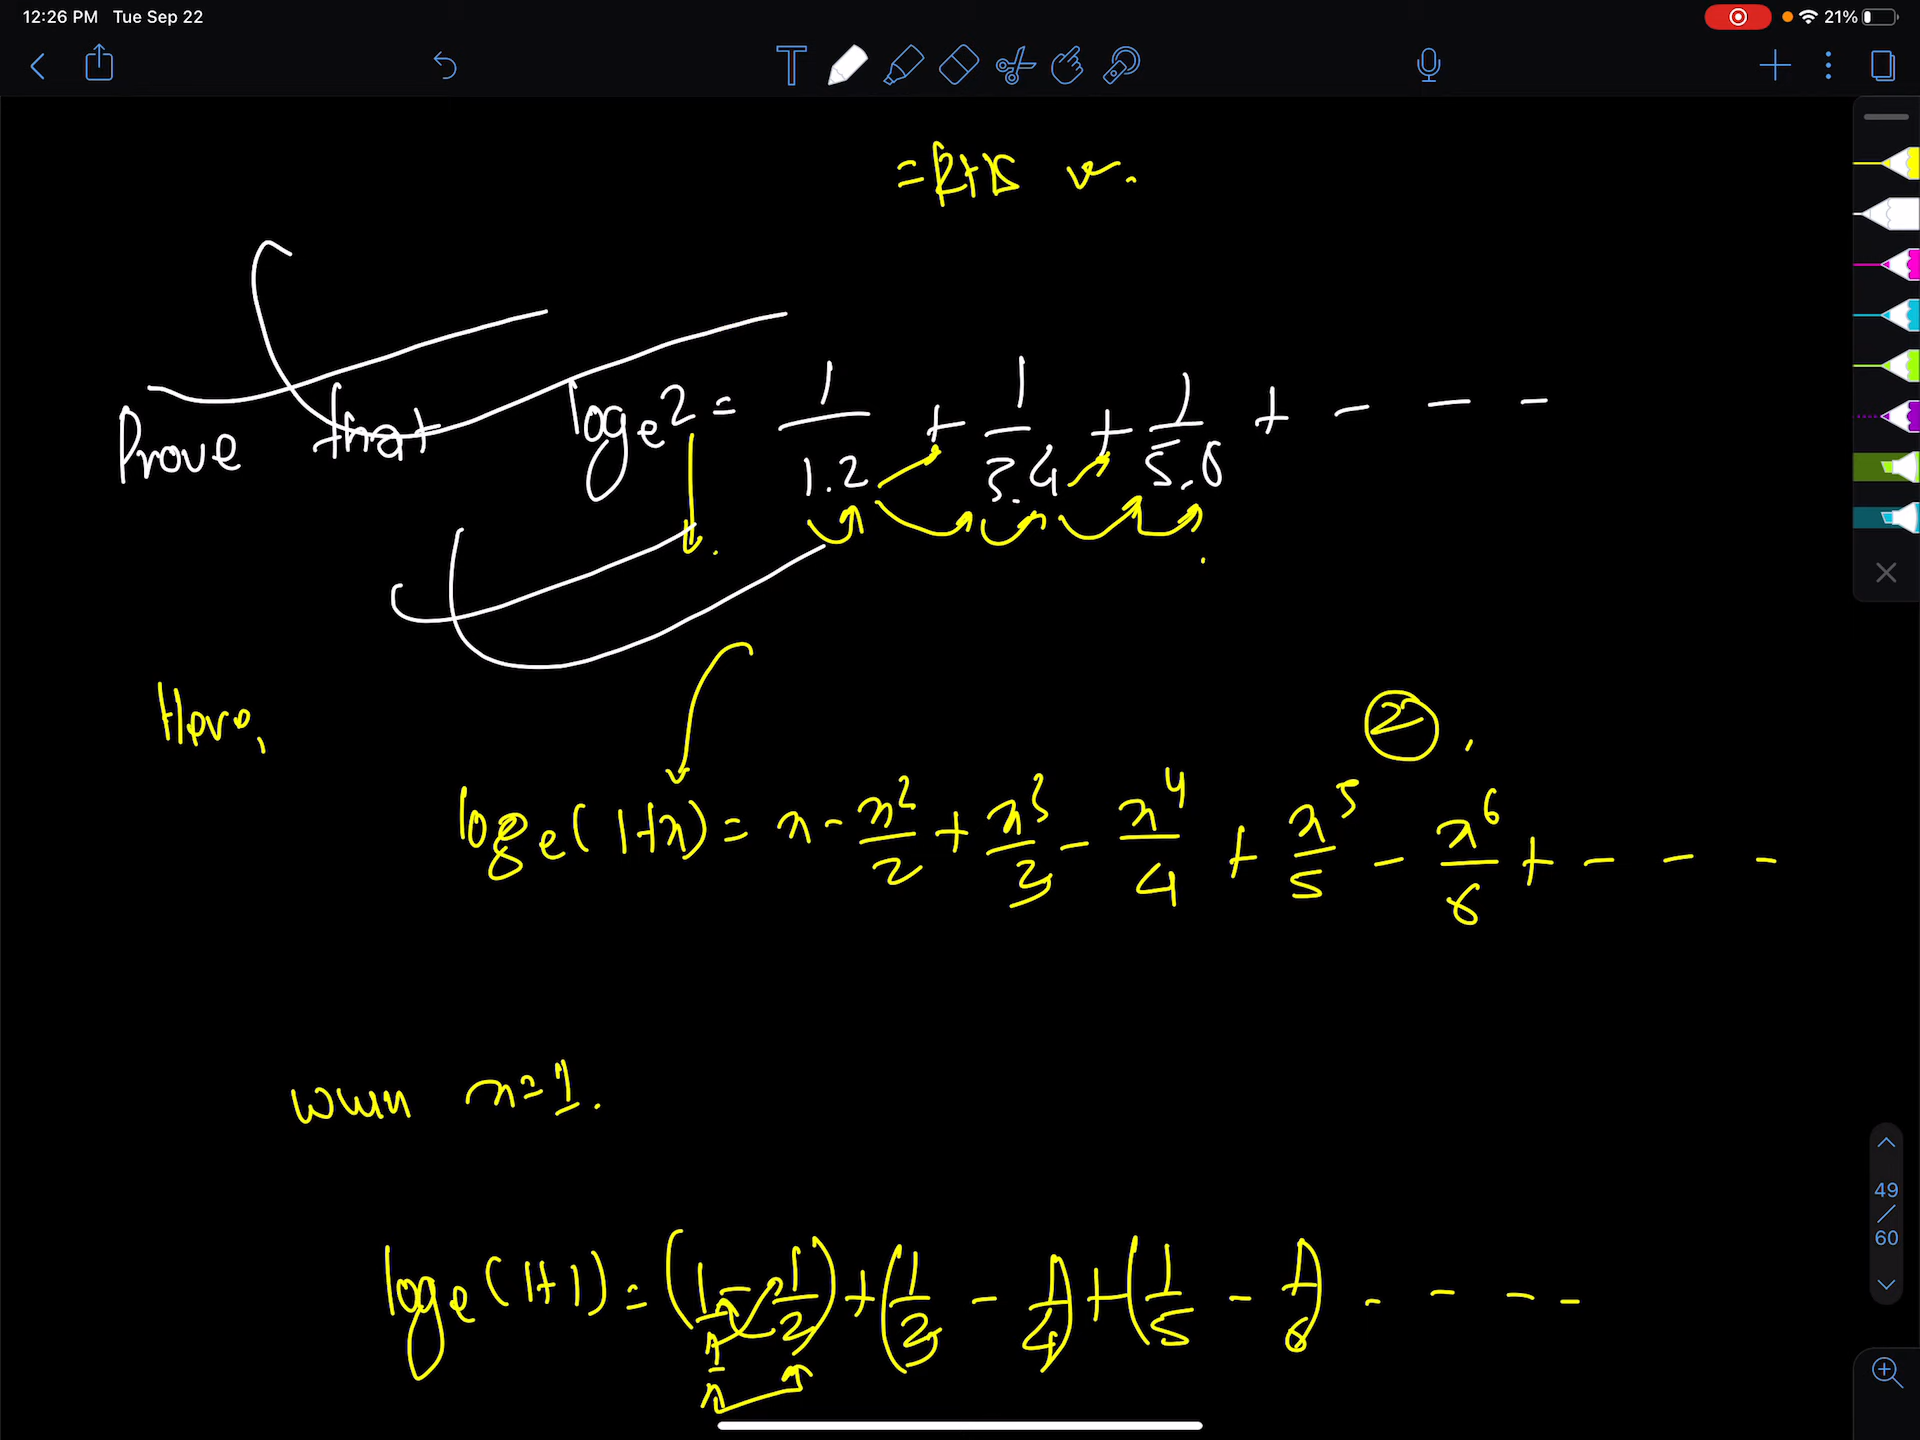 12:26 PM Tue Sep 22
21%
= RHS
Prove that logₑ2 = 1/1.2 + 1/3.4 + 1/5.6 + - - -
Here,
2
logₑ(1+x) = x - x²/2 + x³/3 - x⁴/4 + x⁵/5 - x⁶/6 + - - -
when x=1.
49
/
60
logₑ(1+1) = (1 - 1/2) + (1/3 - 1/4) + (1/5 - 1/6) - - - -